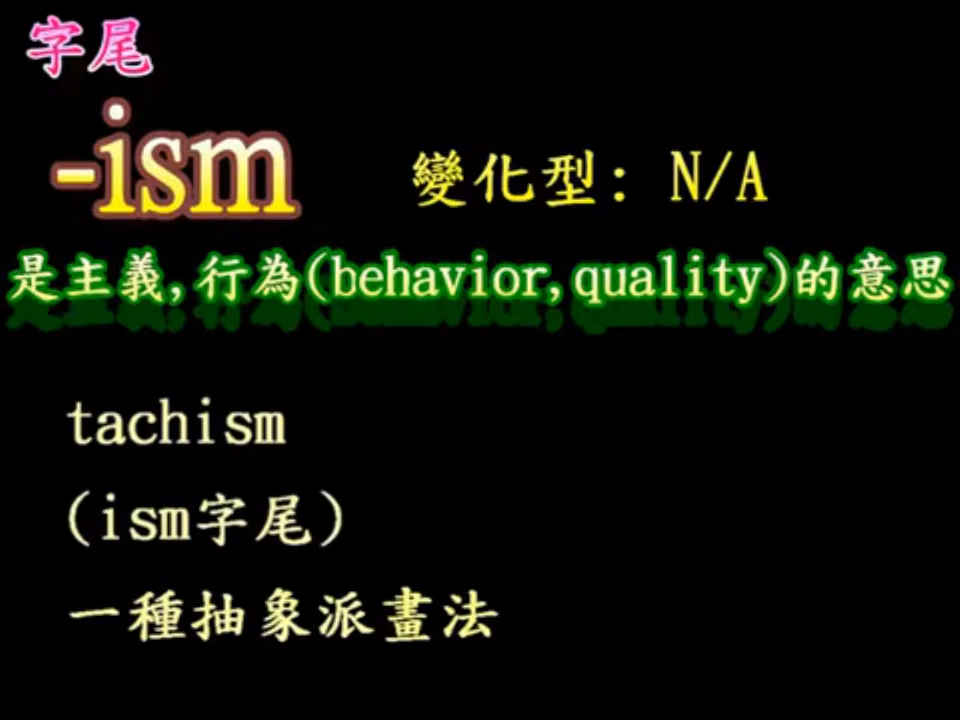 字尾
-ism
變化型: N/A
是主義,行為(behavior,quality)的意思
tachism
(ism字尾)
一種抽象派畫法